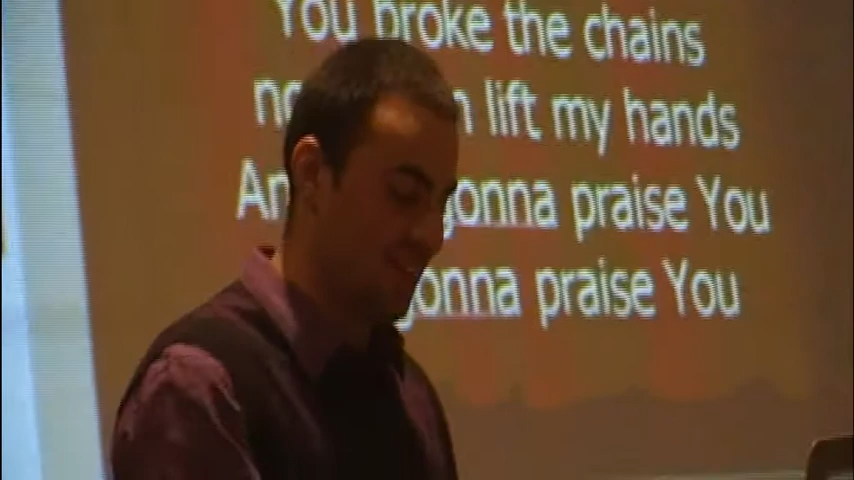 You broke the chains
lift my hands
gonna praise You
gonna praise You